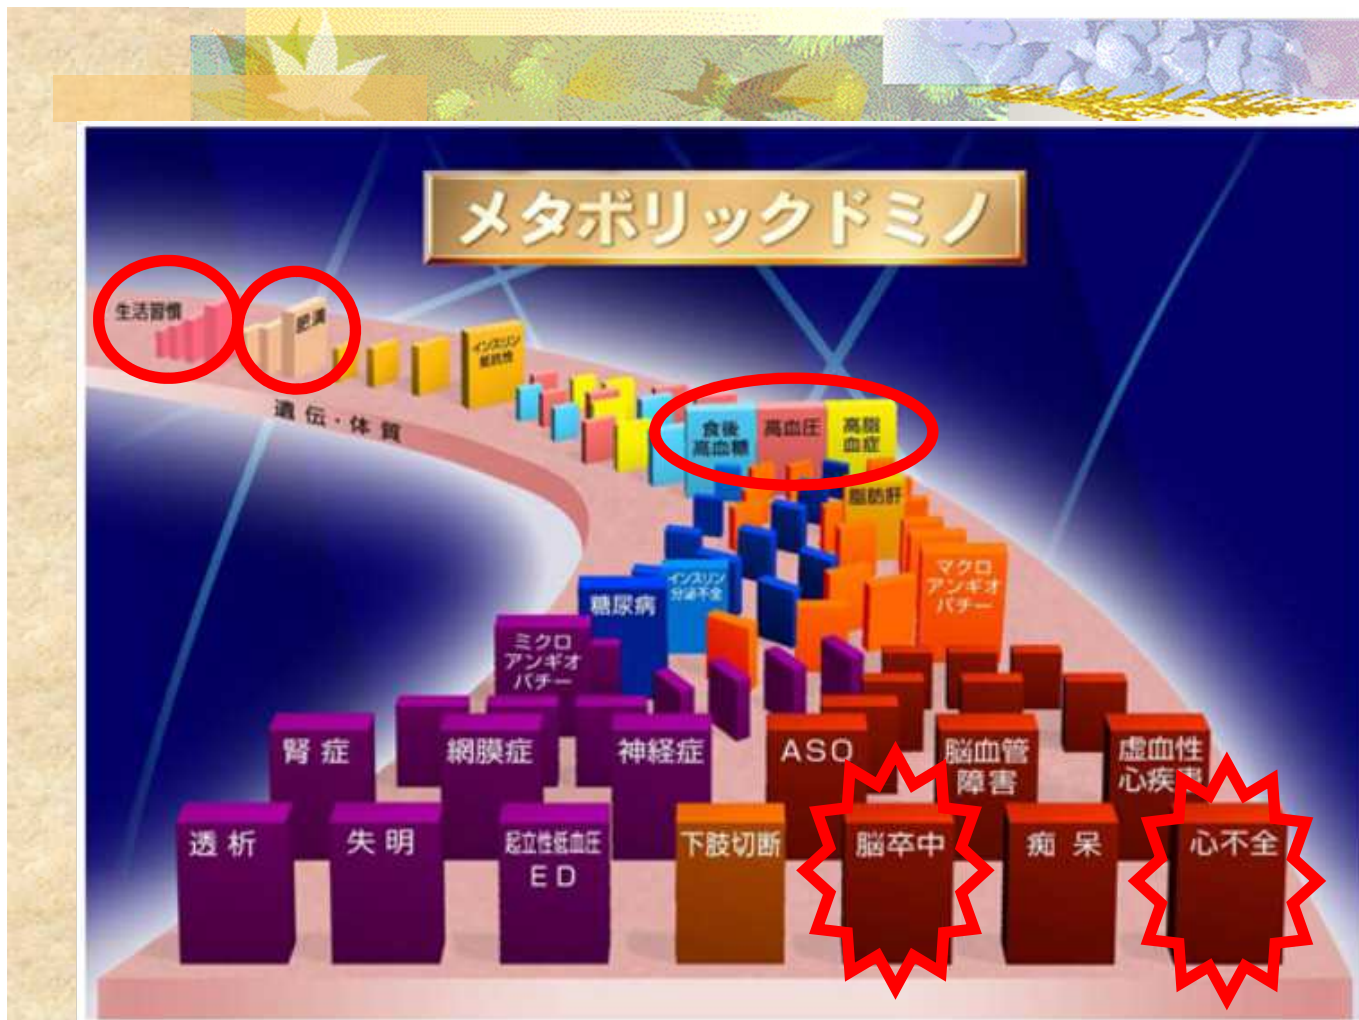 メタボリックドミノ
生活習慣
肥満
インスリン
抵抗性
遺伝・体質
食後
高血糖
高血圧
高脂
血症
脂肪肝
マクロ
アンギオ
パチー
インスリン
分泌不全
糖尿病
ミクロ
アンギオ
パチー
腎症
網膜症
神経症
ASO
脳血管
障害
虚血性
心疾患
透析
失明
起立性低血圧
ED
下肢切断
脳卒中
痴呆
心不全